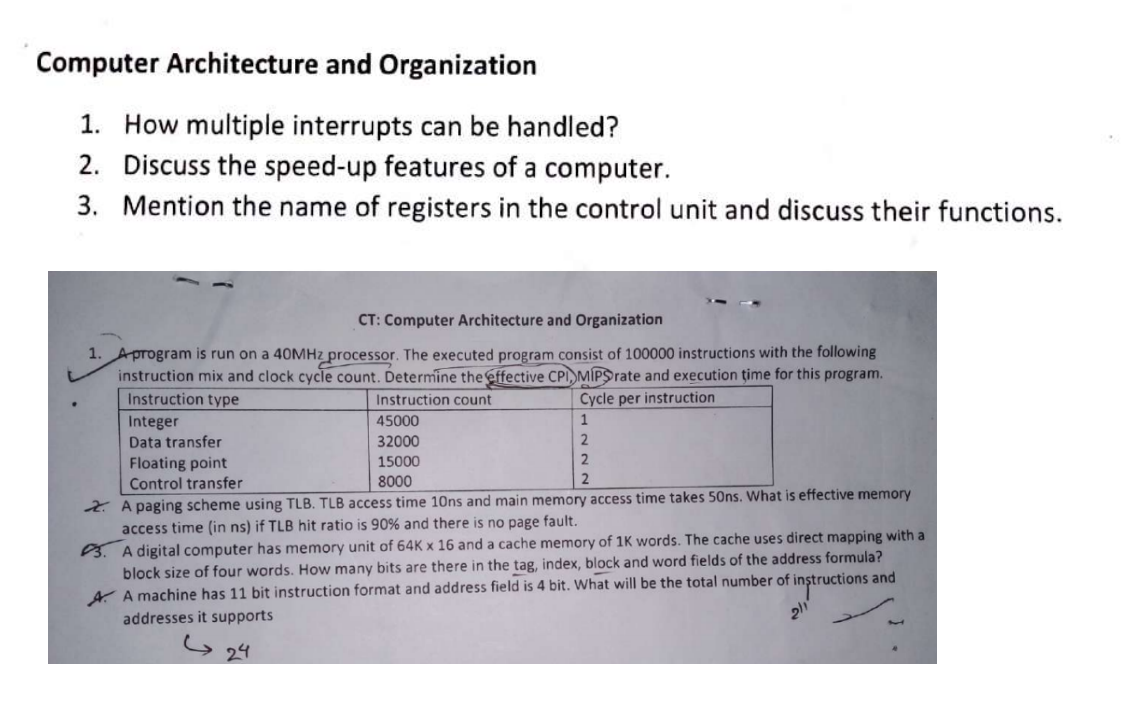 Computer Architecture and Organization
1. How multiple interrupts can be handled?
2. Discuss the speed-up features of a computer.
3. Mention the name of registers in the control unit and discuss their functions.
CT: Computer Architecture and Organization
1. A program is run on a 40MHz processor. The executed program consist of 100000 instructions with the following
instruction mix and clock cycle count. Determine the effective CPI, MIPS rate and execution time for this program.
Instruction type Instruction count Cycle per instruction
Integer 45000 1
Data transfer 32000 2
Floating point 15000 2
Control transfer 8000 2
2. A paging scheme using TLB. TLB access time 10ns and main memory access time takes 50ns. What is effective memory
access time (in ns) if TLB hit ratio is 90% and there is no page fault.
3. A digital computer has memory unit of 64K x 16 and a cache memory of 1K words. The cache uses direct mapping with a
block size of four words. How many bits are there in the tag, index, block and word fields of the address formula?
4. A machine has 11 bit instruction format and address field is 4 bit. What will be the total number of instructions and
addresses it supports
2¹¹
24